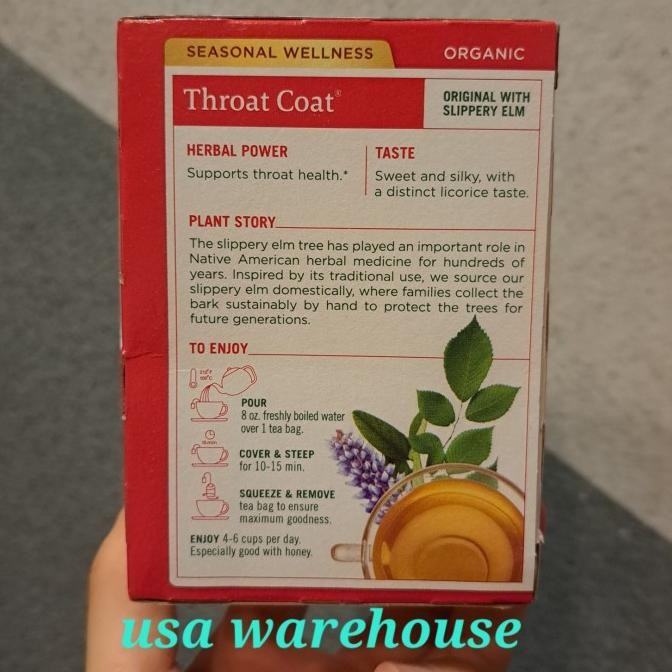 SEASONAL WELLNESS
ORGANIC
Throat Coat®
ORIGINAL WITH
SLIPPERY ELM
HERBAL POWER
Supports throat health.*
TASTE
Sweet and silky, with
a distinct licorice taste.
PLANT STORY
The slippery elm tree has played an important role in
Native American herbal medicine for hundreds of
years. Inspired by its traditional use, we source our
slippery elm domestically, where families collect the
bark sustainably by hand to protect the trees for
future generations.
TO ENJOY
212°F
100°C
POUR
8 oz. freshly boiled water
over 1 tea bag.
COVER & STEEP
for 10-15 min.
SQUEEZE & REMOVE
tea bag to ensure
maximum goodness.
ENJOY 4-6 cups per day.
Especially good with honey.
usa warehouse